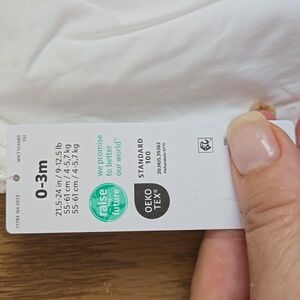 0-3m
21,5-24 in / 9-12,5 lb
55-61 cm / 4-5,7 kg
55-61 cm / 4-5,7 kg
we promise
to better
our world
raise
the
future
STANDARD
100
OEKO
TEX®